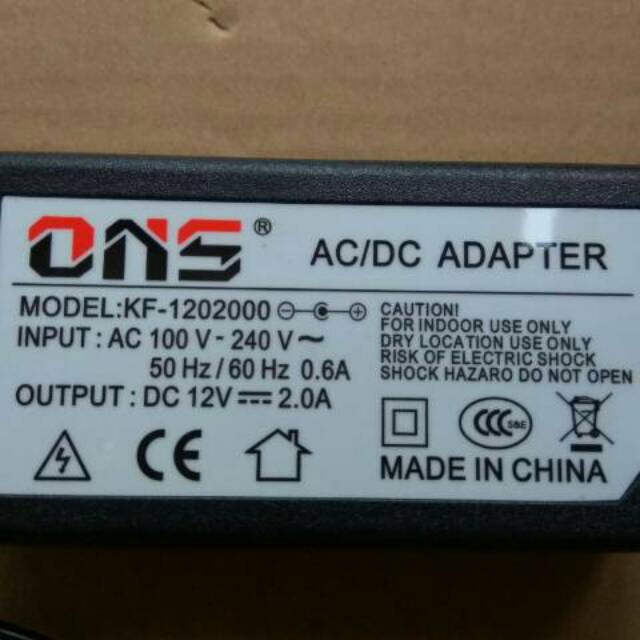 ONS® AC/DC ADAPTER
MODEL:KF-1202000
INPUT : AC 100 V - 240 V ~
50 Hz / 60 Hz 0.6A
OUTPUT : DC 12V ⎓ 2.0A
CAUTION!
FOR INDOOR USE ONLY
DRY LOCATION USE ONLY
RISK OF ELECTRIC SHOCK
SHOCK HAZARO DO NOT OPEN
CE
CCC S&E
MADE IN CHINA